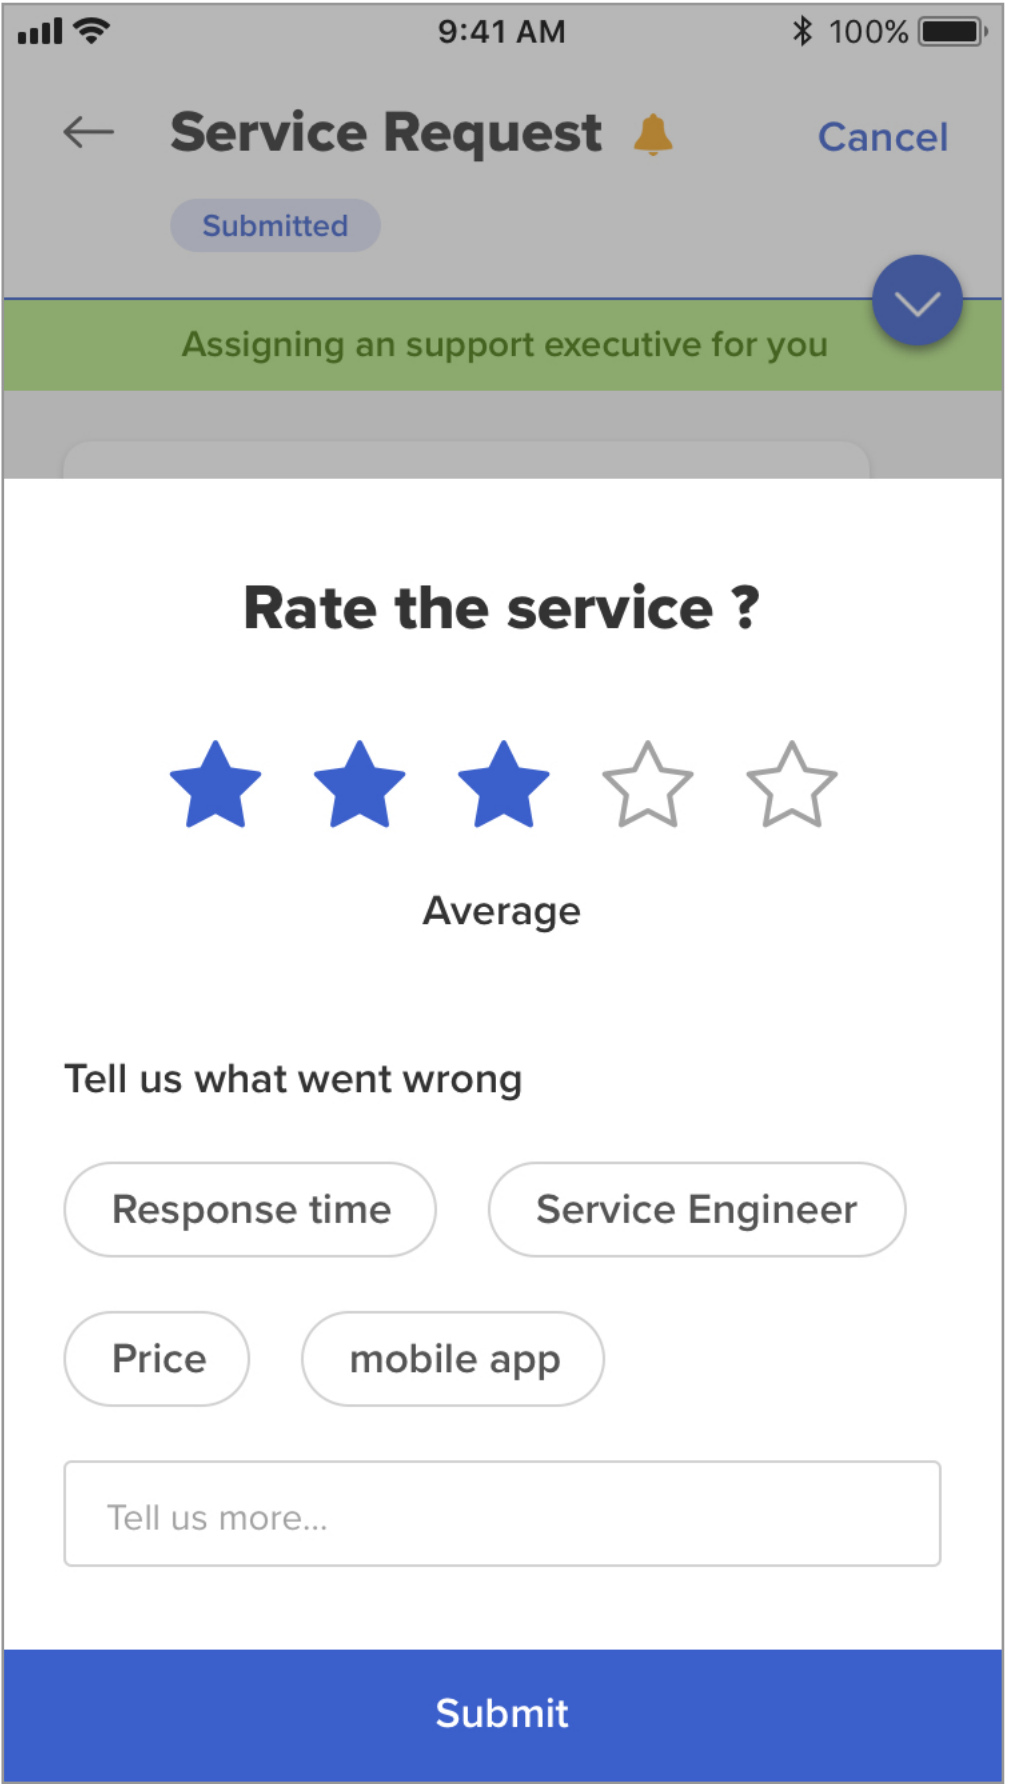 9:41 AM 100%
Service Request Cancel
Submitted
Assigning an support executive for you
Rate the service ?
Average
Tell us what went wrong
Response time Service Engineer
Price mobile app
Tell us more...
Submit